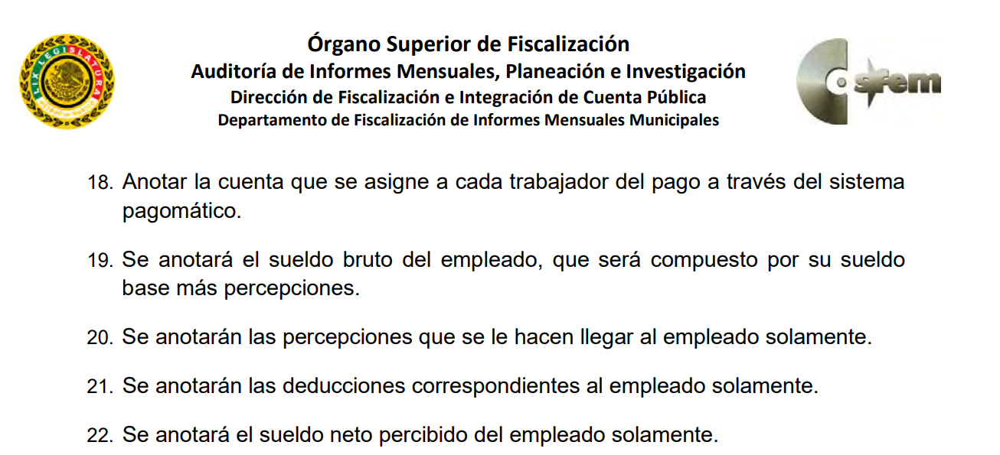 Órgano Superior de Fiscalización
Auditoría de Informes Mensuales, Planeación e Investigación
Dirección de Fiscalización e Integración de Cuenta Pública
Departamento de Fiscalización de Informes Mensuales Municipales
LIX LEGISLATURA
osfem
18. Anotar la cuenta que se asigne a cada trabajador del pago a través del sistema
pagomático.
19. Se anotará el sueldo bruto del empleado, que será compuesto por su sueldo
base más percepciones.
20. Se anotarán las percepciones que se le hacen llegar al empleado solamente.
21. Se anotarán las deducciones correspondientes al empleado solamente.
22. Se anotará el sueldo neto percibido del empleado solamente.